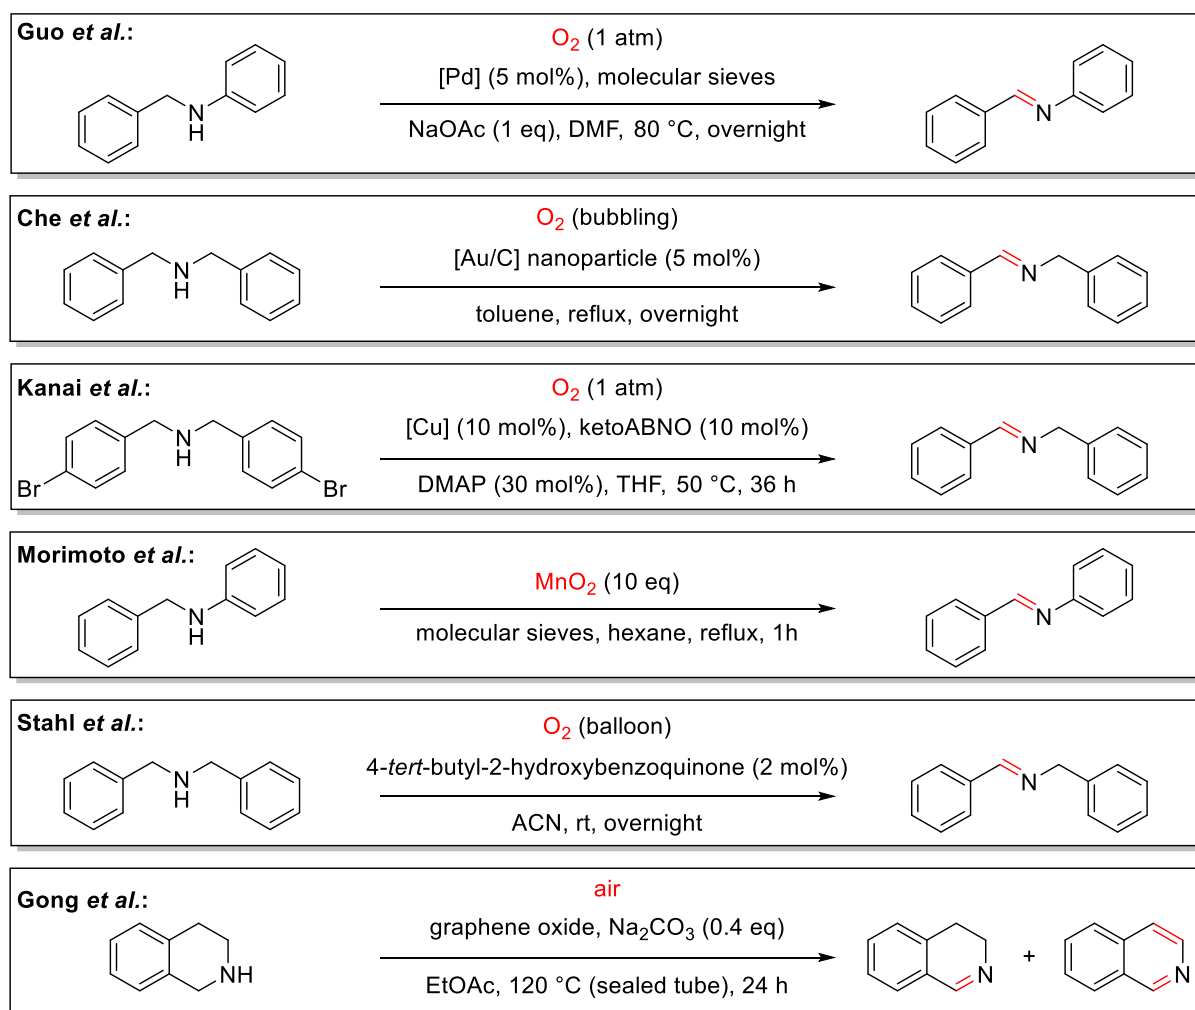 Guo et al.:
O2 (1 atm)
[Pd] (5 mol%), molecular sieves
NaOAc (1 eq), DMF, 80 °C, overnight
N
H
N
Che et al.:
O2 (bubbling)
[Au/C] nanoparticle (5 mol%)
toluene, reflux, overnight
N
H
N
Kanai et al.:
O2 (1 atm)
[Cu] (10 mol%), ketoABNO (10 mol%)
DMAP (30 mol%), THF, 50 °C, 36 h
N
H
Br
Br
N
Morimoto et al.:
MnO2 (10 eq)
molecular sieves, hexane, reflux, 1h
N
H
N
Stahl et al.:
O2 (balloon)
4-tert-butyl-2-hydroxybenzoquinone (2 mol%)
ACN, rt, overnight
N
H
N
Gong et al.:
air
graphene oxide, Na2CO3 (0.4 eq)
EtOAc, 120 °C (sealed tube), 24 h
NH
N
+
N